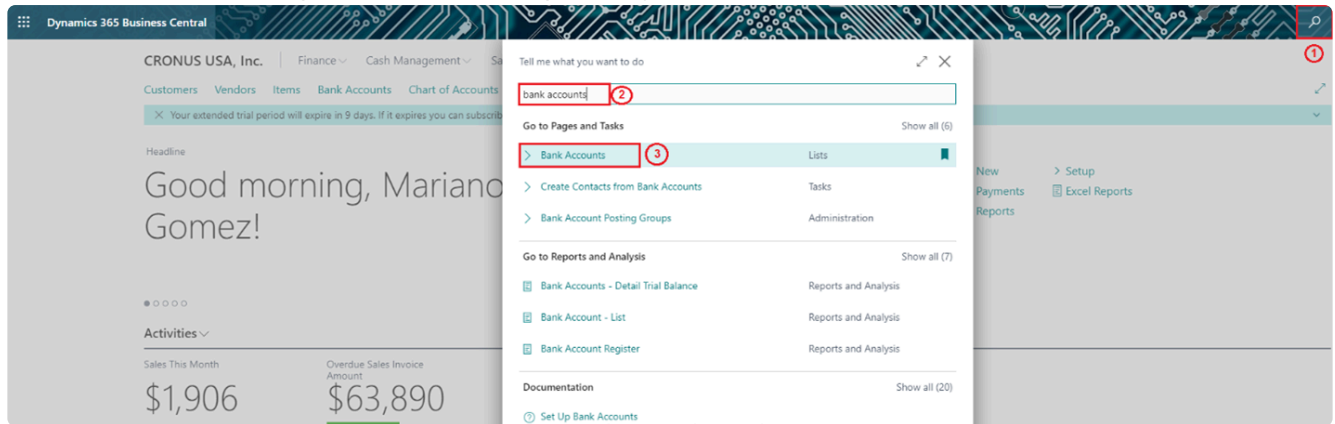 Dynamics 365 Business Central
1
CRONUS USA, Inc. Finance Cash Management Sa
Customers Vendors Items Bank Accounts Chart of Accounts
Your extended trial period will expire in 9 days. If it expires you can subscrib
Headline
Good morning, Mariano
Gomez!
Activities
Sales This Month
$1,906
Overdue Sales Invoice
Amount
$63,890
Tell me what you want to do
bank accounts 2
Go to Pages and Tasks Show all (6)
Bank Accounts 3 Lists
Create Contacts from Bank Accounts Tasks
Bank Account Posting Groups Administration
Go to Reports and Analysis Show all (7)
Bank Accounts - Detail Trial Balance Reports and Analysis
Bank Account - List Reports and Analysis
Bank Account Register Reports and Analysis
Documentation Show all (20)
Set Up Bank Accounts
New Setup
Payments Excel Reports
Reports